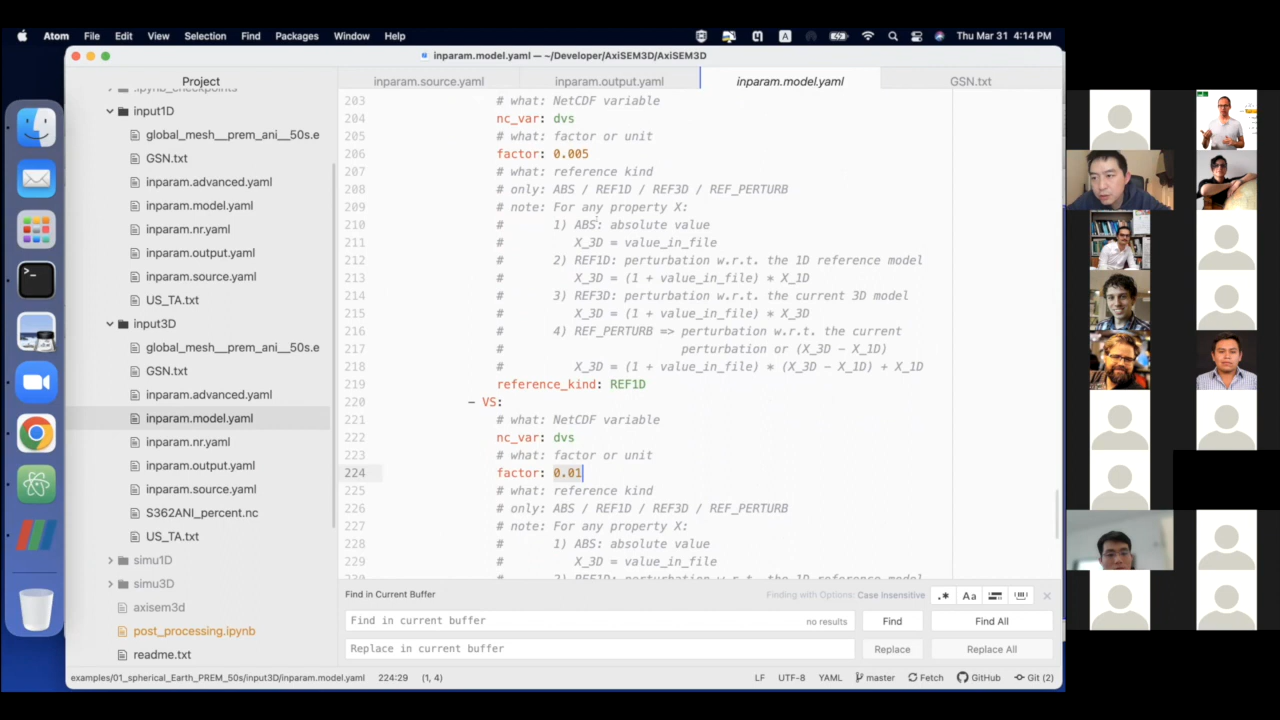 Atom File Edit View Selection Find Packages Window Help A Thu Mar 31 4:14 PM
inparam.model.yaml — ~/Developer/AxiSEM3D/AxiSEM3D
Project
inparam.source.yaml
inparam.output.yaml
inparam.model.yaml
GSN.txt
.ipynb_checkpoints
input1D
global_mesh__prem_ani__50s.e
GSN.txt
inparam.advanced.yaml
inparam.model.yaml
inparam.nr.yaml
inparam.output.yaml
inparam.source.yaml
US_TA.txt
input3D
global_mesh__prem_ani__50s.e
GSN.txt
inparam.advanced.yaml
inparam.model.yaml
inparam.nr.yaml
inparam.output.yaml
inparam.source.yaml
S362ANI_percent.nc
US_TA.txt
simu1D
simu3D
axisem3d
post_processing.ipynb
readme.txt
203 # what: NetCDF variable
204 nc_var: dvs
205 # what: factor or unit
206 factor: 0.005
207 # what: reference kind
208 # only: ABS / REF1D / REF3D / REF_PERTURB
209 # note: For any property X:
210 # 1) ABS: absolute value
211 # X_3D = value_in_file
212 # 2) REF1D: perturbation w.r.t. the 1D reference model
213 # X_3D = (1 + value_in_file) * X_1D
214 # 3) REF3D: perturbation w.r.t. the current 3D model
215 # X_3D = (1 + value_in_file) * X_3D
216 # 4) REF_PERTURB => perturbation w.r.t. the current
217 # perturbation or (X_3D − X_1D)
218 # X_3D = (1 + value_in_file) * (X_3D − X_1D) + X_1D
219 reference_kind: REF1D
220 - VS:
221 # what: NetCDF variable
222 nc_var: dvs
223 # what: factor or unit
224 factor: 0.01
225 # what: reference kind
226 # only: ABS / REF1D / REF3D / REF_PERTURB
227 # note: For any property X:
228 # 1) ABS: absolute value
229 # X_3D = value_in_file
230 # 2) REF1D: perturbation w.r.t. the 1D reference model
Find in Current Buffer
Finding with Options: Case Insensitive
.* Aa
Find in current buffer
no results
Find
Find All
Replace in current buffer
Replace
Replace All
examples/01_spherical_Earth_PREM_50s/input3D/inparam.model.yaml 224:29 (1, 4)
LF UTF-8 YAML master Fetch GitHub Git (2)